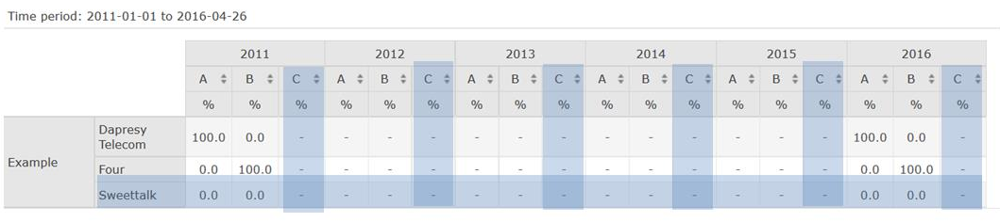 Time period: 2011-01-01 to 2016-04-26
2011 2012 2013 2014 2015 2016
A B C A B C A B C A B C A B C A B C
% % % % % % % % % % % % % % % % % %
Example
Dapresy Telecom 100.0 0.0 - - - - - - - - - - - - - 100.0 0.0 -
Four 0.0 100.0 - - - - - - - - - - - - - 0.0 100.0 -
Sweettalk 0.0 0.0 - - - - - - - - - - - - - 0.0 0.0 -